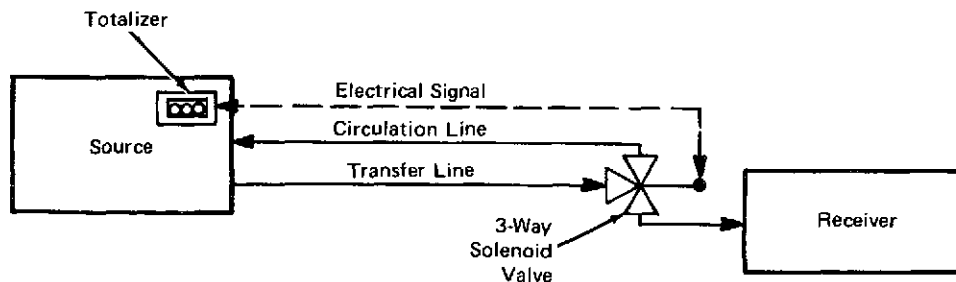 Totalizer
Electrical Signal
Circulation Line
Source
Transfer Line
3-Way
Solenoid
Valve
Receiver